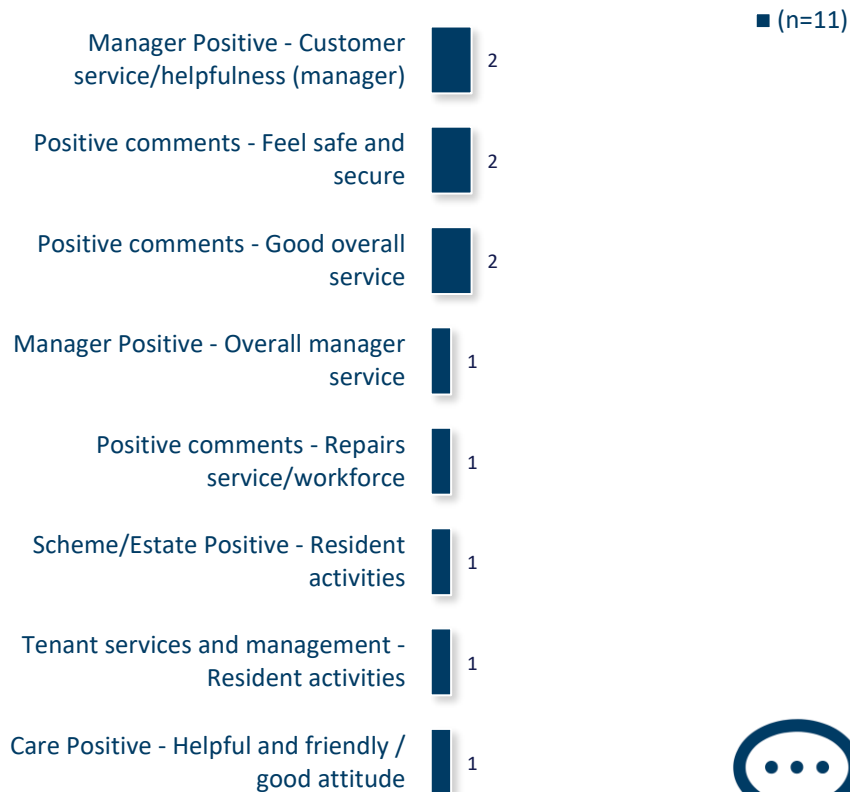 ■ (n=11)
Manager Positive - Customer
service/helpfulness (manager)
2
Positive comments - Feel safe and
secure
2
Positive comments - Good overall
service
2
Manager Positive - Overall manager
service
1
Positive comments - Repairs
service/workforce
1
Scheme/Estate Positive - Resident
activities
1
Tenant services and management -
Resident activities
1
Care Positive - Helpful and friendly /
good attitude
1